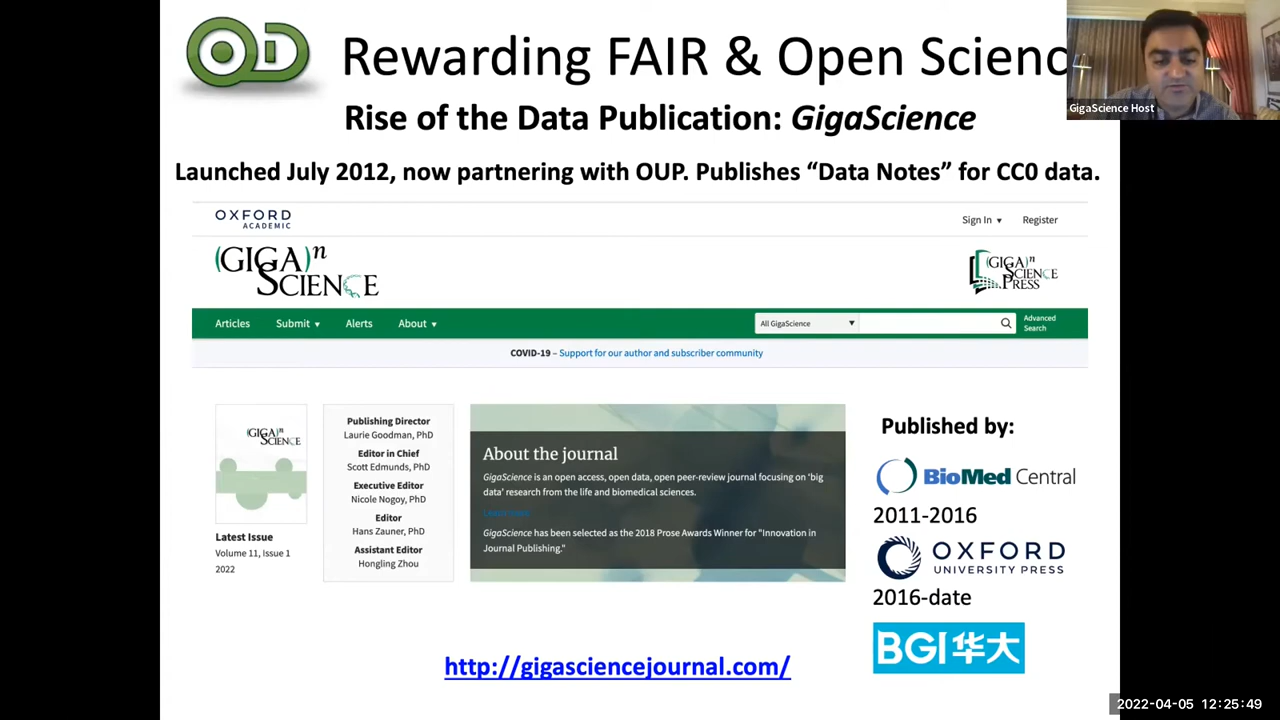 Rewarding FAIR & Open Scienc
GigaScience Host
Rise of the Data Publication: GigaScience
Launched July 2012, now partnering with OUP. Publishes “Data Notes” for CC0 data.
OXFORD
ACADEMIC
Sign In ▼ Register
(GIGA)n
SCIENCE
(GIGA)n
SCIENCE
PRESS
Articles Submit ▼ Alerts About ▼
All GigaScience ▼
Advanced
Search
COVID-19 – Support for our author and subscriber community
(GIGA)n
SCIENCE
Latest Issue
Volume 11, Issue 1
2022
Publishing Director
Laurie Goodman, PhD
Editor in Chief
Scott Edmunds, PhD
Executive Editor
Nicole Nogoy, PhD
Editor
Hans Zauner, PhD
Assistant Editor
Hongling Zhou
About the journal
GigaScience is an open access, open data, open peer-review journal focusing on ‘big
data’ research from the life and biomedical sciences.
Learn more
GigaScience has been selected as the 2018 Prose Awards Winner for “Innovation in
Journal Publishing.”
Published by:
BioMed Central
2011-2016
OXFORD
UNIVERSITY PRESS
2016-date
BGI华大
http://gigasciencejournal.com/
2022-04-05 12:25:49